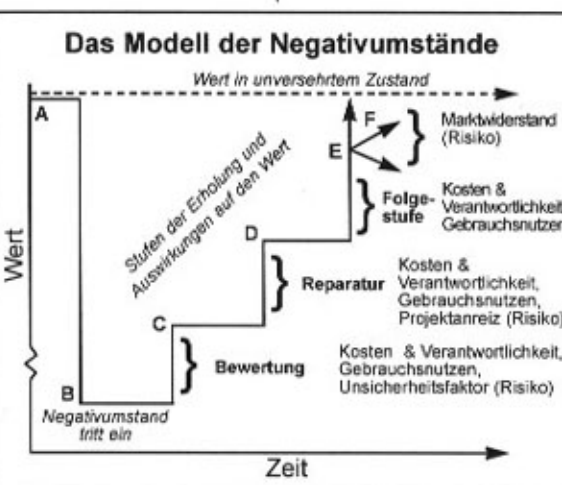 Das Modell der Negativumstände
Wert in unversehrtem Zustand
A
F
Marktwiderstand
(Risiko)
E
Stufen der Erholung und
Auswirkungen auf den Wert
Folge-
stufe
Kosten &
Verantwortlichkeit
Gebrauchsnutzen
D
Wert
Reparatur
Kosten &
Verantwortlichkeit,
Gebrauchsnutzen,
Projektanreiz (Risiko)
C
Bewertung
Kosten & Verantwortlichkeit,
Gebrauchsnutzen,
Unsicherheitsfaktor (Risiko)
B
Negativumstand
tritt ein
Zeit